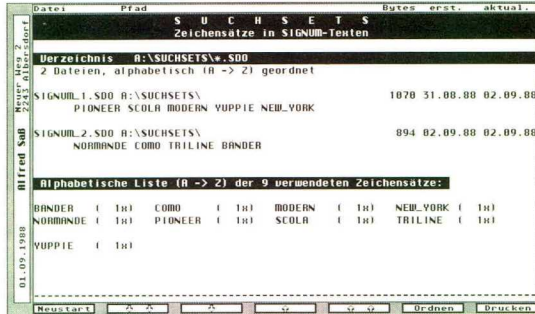 Datei Pfad Bytes erst. aktual.
S U C H S E T S
Zeichensätze in SIGNUM-Texten
Verzeichnis A:\SUCHSETS\*.SDO
2 Dateien, alphabetisch (A -> Z) geordnet
SIGNUM_1.SDO A:\SUCHSETS\ 1070 31.08.88 02.09.88
PIONEER SCOLA MODERN YUPPIE NEW_YORK
SIGNUM_2.SDO A:\SUCHSETS\ 894 02.09.88 02.09.88
NORMANDE COMO TRILINE BANDER
Alphabetische Liste (A -> Z) der 9 verwendeten Zeichensätze:
BANDER ( 1x) COMO ( 1x) MODERN ( 1x) NEW_YORK ( 1x)
NORMANDE ( 1x) PIONEER ( 1x) SCOLA ( 1x) TRILINE ( 1x)
YUPPIE ( 1x)
Neustart Ordnen Drucken
01.09.1988 Alfred Saß Neuer Weg 2
2243 Albersdorf